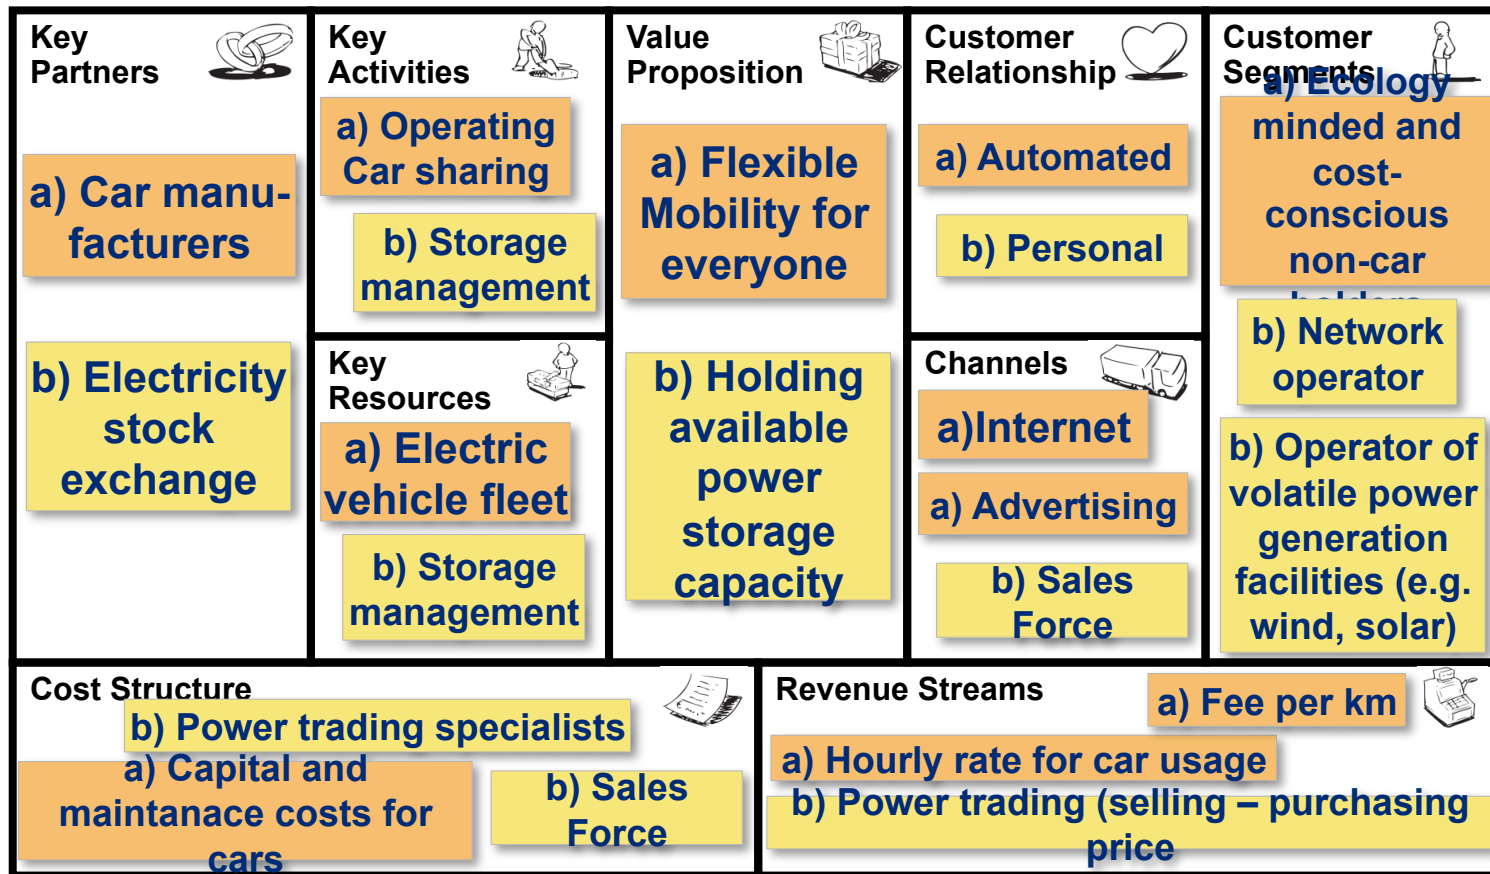 Key
Partners
a) Car manu-
facturers
b) Electricity
stock
exchange
Key
Activities
a) Operating
Car sharing
b) Storage
management
Key
Resources
a) Electric
vehicle fleet
b) Storage
management
Value
Proposition
a) Flexible
Mobility for
everyone
b) Holding
available
power
storage
capacity
Customer
Relationship
a) Automated
b) Personal
Channels
a)Internet
a) Advertising
b) Sales
Force
Customer
Segments
a) Ecology
minded and
cost-
conscious
non-car
holders
b) Network
operator
b) Operator of
volatile power
generation
facilities (e.g.
wind, solar)
Cost Structure
b) Power trading specialists
a) Capital and
maintanace costs for
cars
b) Sales
Force
Revenue Streams
a) Fee per km
a) Hourly rate for car usage
b) Power trading (selling – purchasing
price